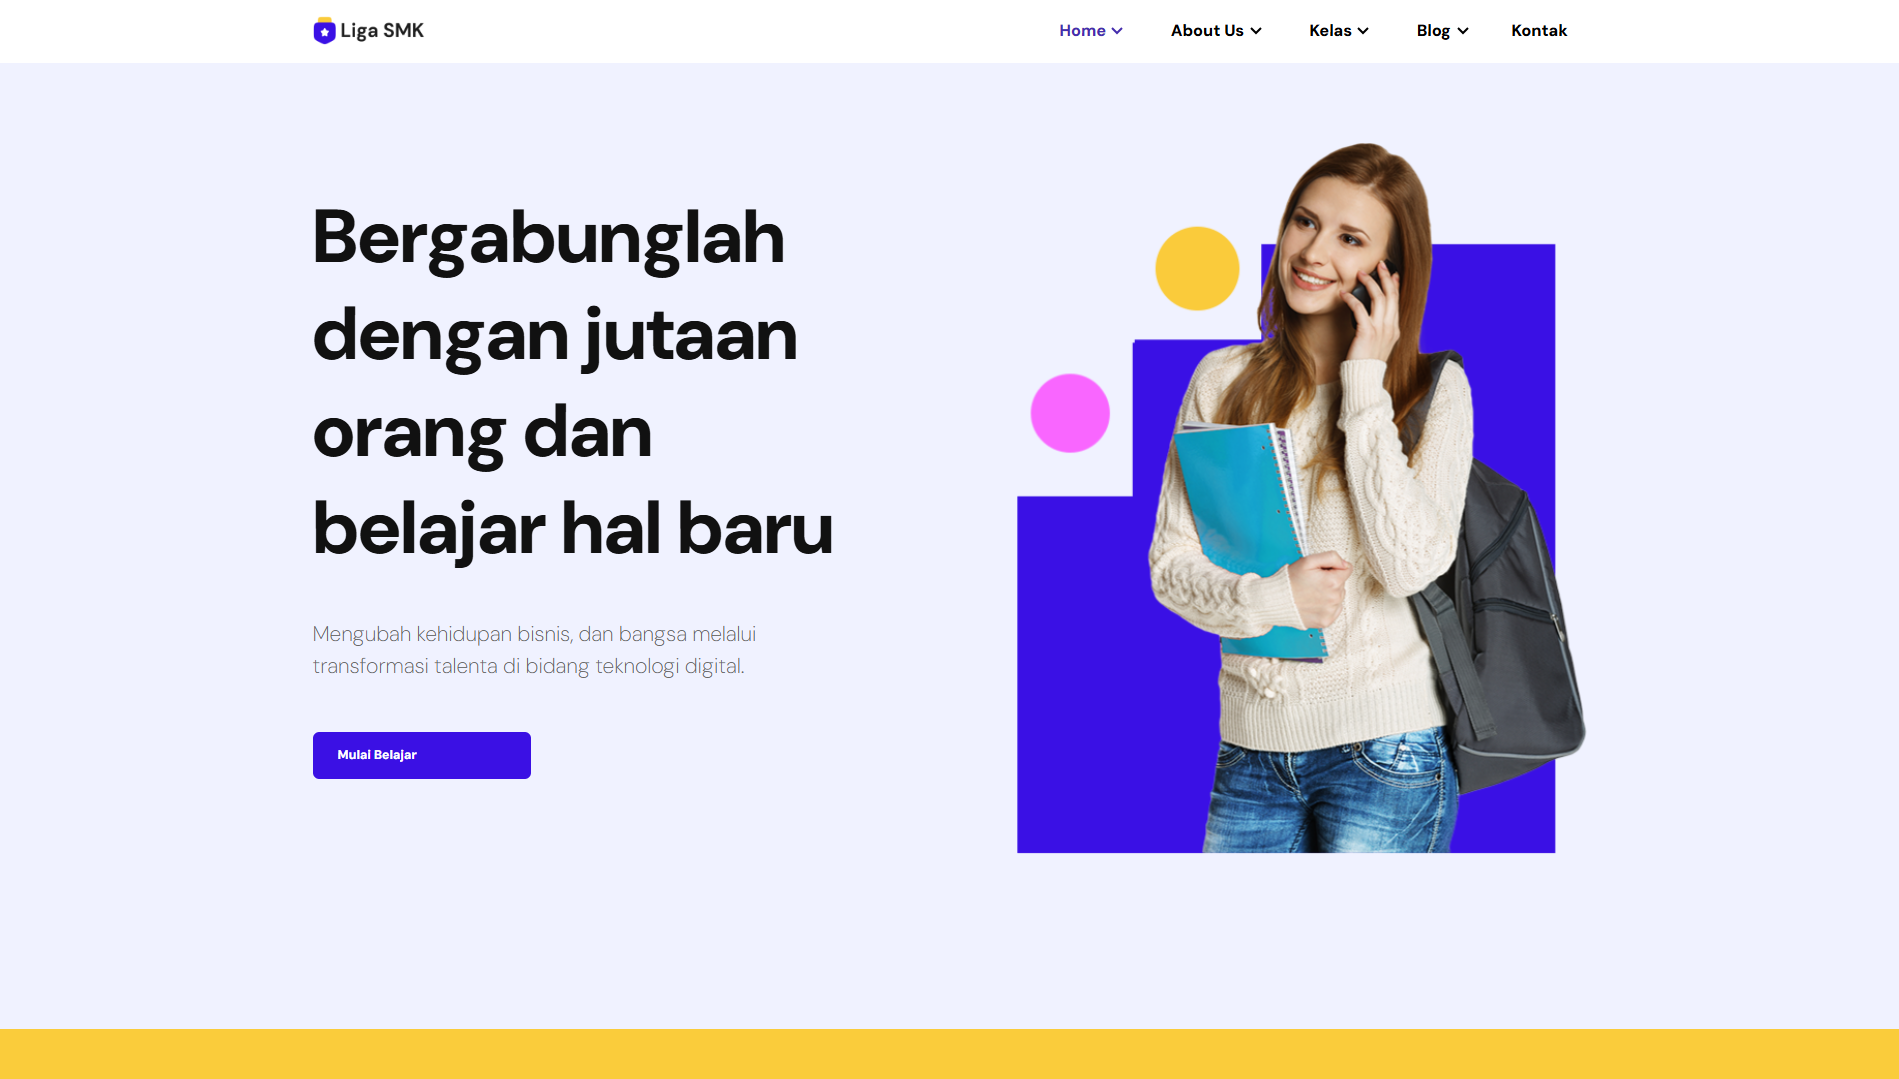 Liga SMK
Home
About Us
Kelas
Blog
Kontak
Bergabunglah
dengan jutaan
orang dan
belajar hal baru
Mengubah kehidupan bisnis, dan bangsa melalui
transformasi talenta di bidang teknologi digital.
Mulai Belajar